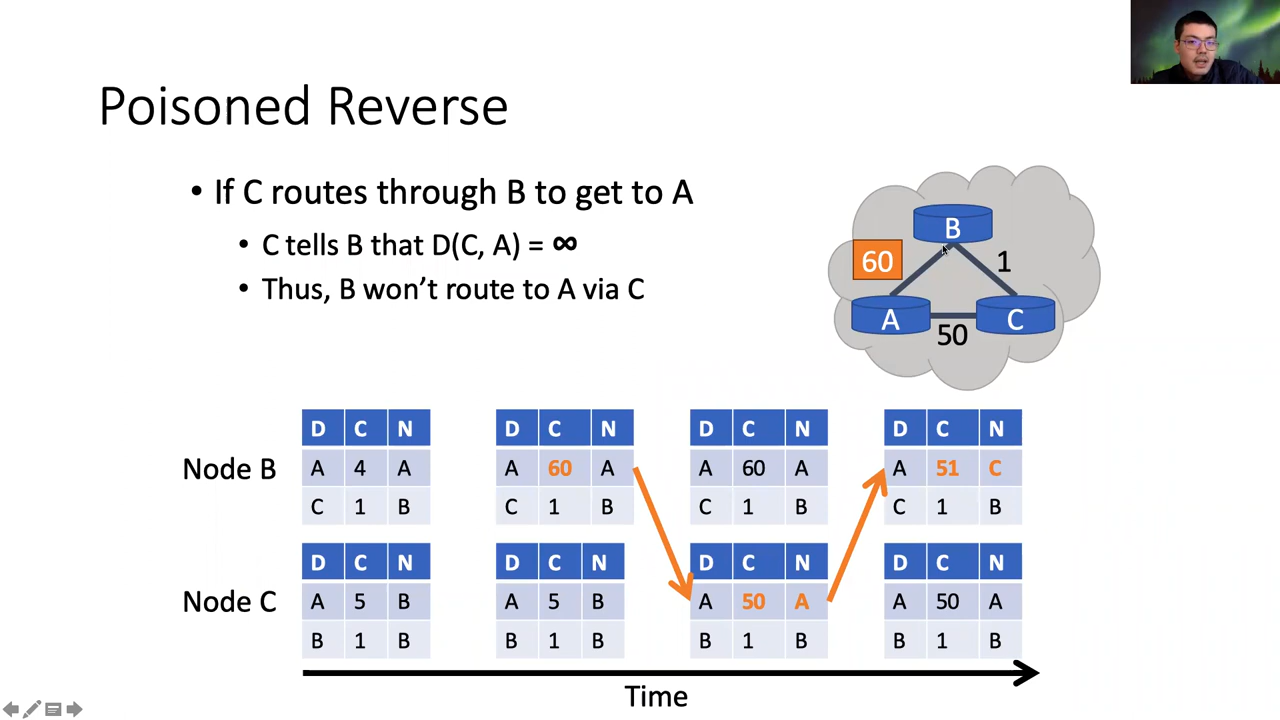 Poisoned Reverse
• If C routes through B to get to A
• C tells B that D(C, A) = ∞
• Thus, B won’t route to A via C
B
60
1
A
C
50
D C N
D C N
D C N
D C N
Node B
A 4 A
A 60 A
A 60 A
A 51 C
C 1 B
C 1 B
C 1 B
C 1 B
D C N
D C N
D C N
D C N
Node C
A 5 B
A 5 B
A 50 A
A 50 A
B 1 B
B 1 B
B 1 B
B 1 B
Time